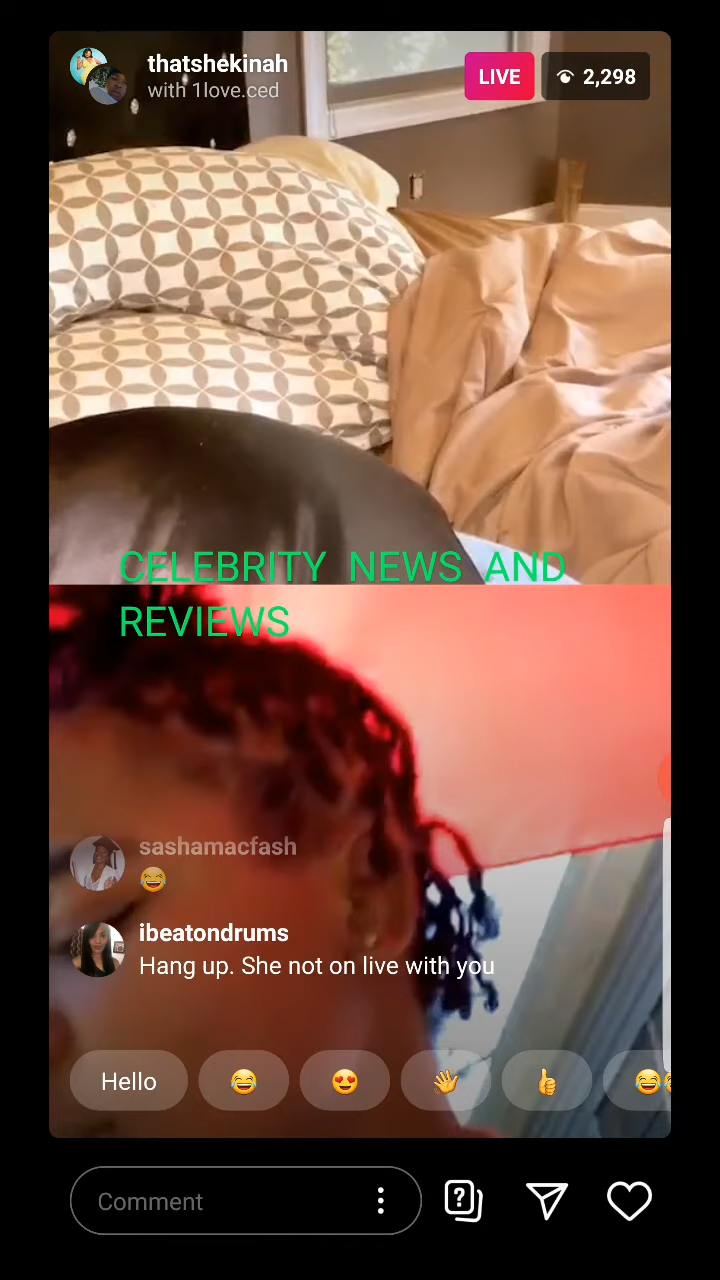 thatshekinah
with 1love.ced
LIVE
2,298
CELEBRITY NEWS AND
REVIEWS
sashamacfash
😂
ibeatondrums
Hang up. She not on live with you
Hello
Comment